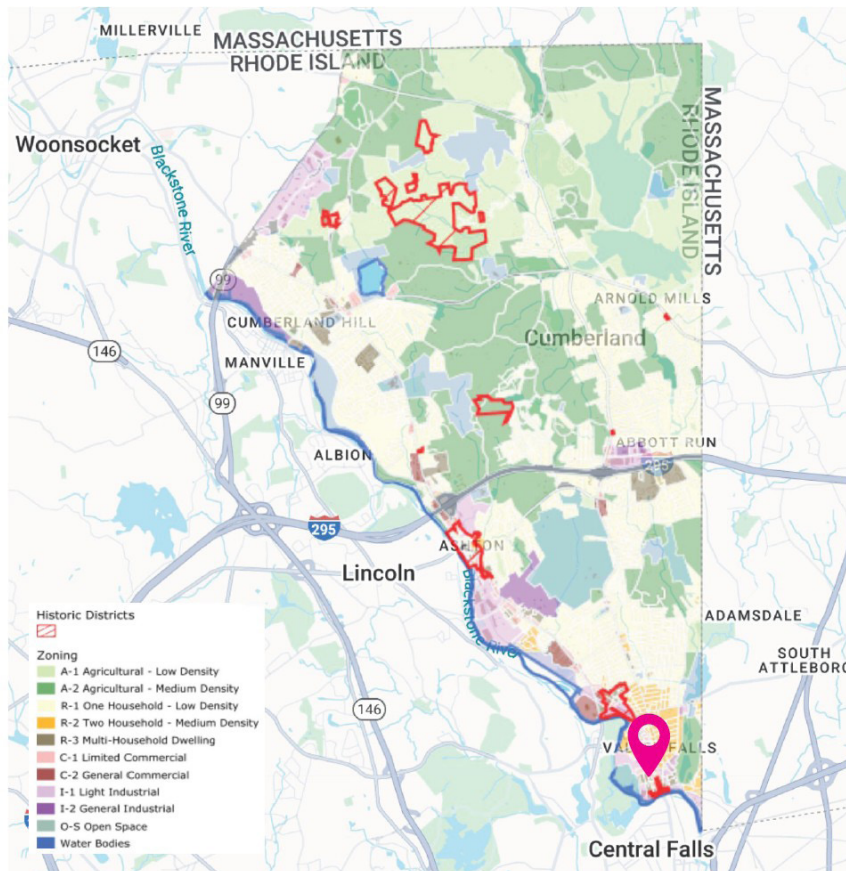 MILLERVILLE
MASSACHUSETTS
RHODE ISLAND
MASSACHUSETTS
RHODE ISLAND
Woonsocket
Blackstone River
99
ARNOLD MILLS
CUMBERLAND HILL
Cumberland
146
MANVILLE
99
ABBOTT RUN
ALBION
295
295
ASHTON
Lincoln
Blackstone River
ADAMSDALE
SOUTH
ATTLEBORO
146
VALLEY FALLS
Central Falls
Historic Districts
Zoning
A-1 Agricultural - Low Density
A-2 Agricultural - Medium Density
R-1 One Household - Low Density
R-2 Two Household - Medium Density
R-3 Multi-Household Dwelling
C-1 Limited Commercial
C-2 General Commercial
I-1 Light Industrial
I-2 General Industrial
O-S Open Space
Water Bodies